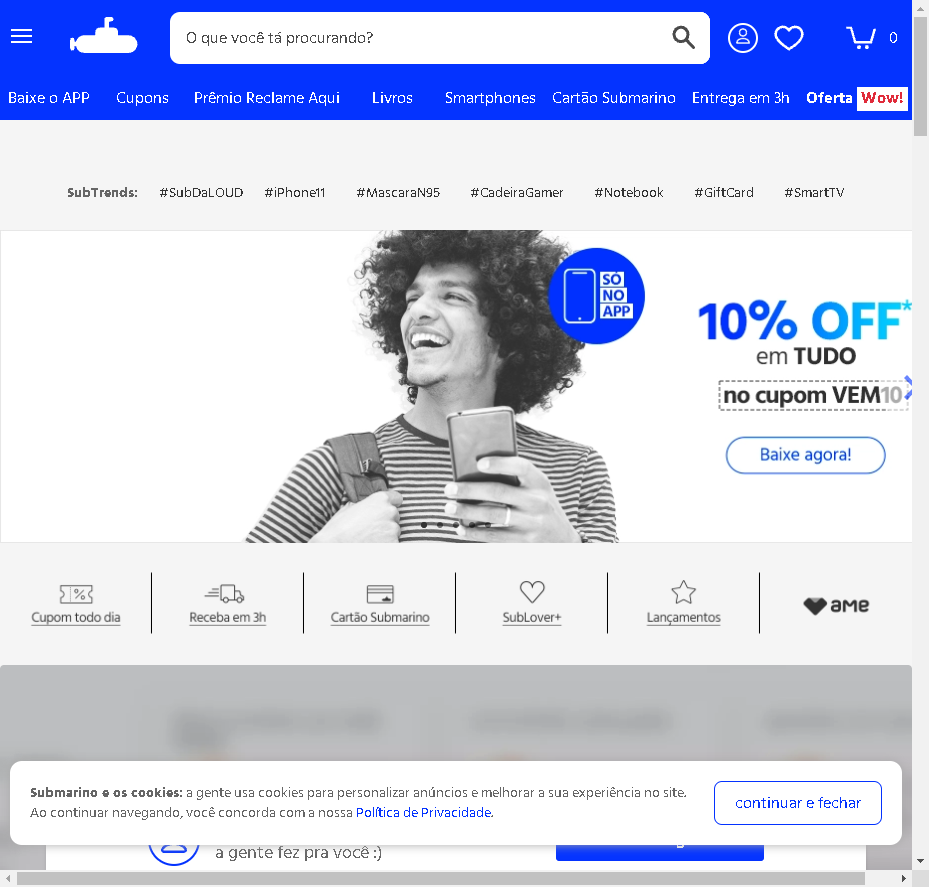 O que você tá procurando?
0
Baixe o APP Cupons Prêmio Reclame Aqui Livros Smartphones Cartão Submarino Entrega em 3h Oferta Wow!
SubTrends: #SubDaLOUD #iPhone11 #MascaraN95 #CadeiraGamer #Notebook #GiftCard #SmartTV
SÓ
NO
APP
10% OFF*
em TUDO
no cupom VEM10
Baixe agora!
Cupom todo dia Receba em 3h Cartão Submarino SubLover+ Lançamentos ame
Submarino e os cookies: a gente usa cookies para personalizar anúncios e melhorar a sua experiência no site.
Ao continuar navegando, você concorda com a nossa Política de Privacidade.
continuar e fechar
a gente fez pra você :)